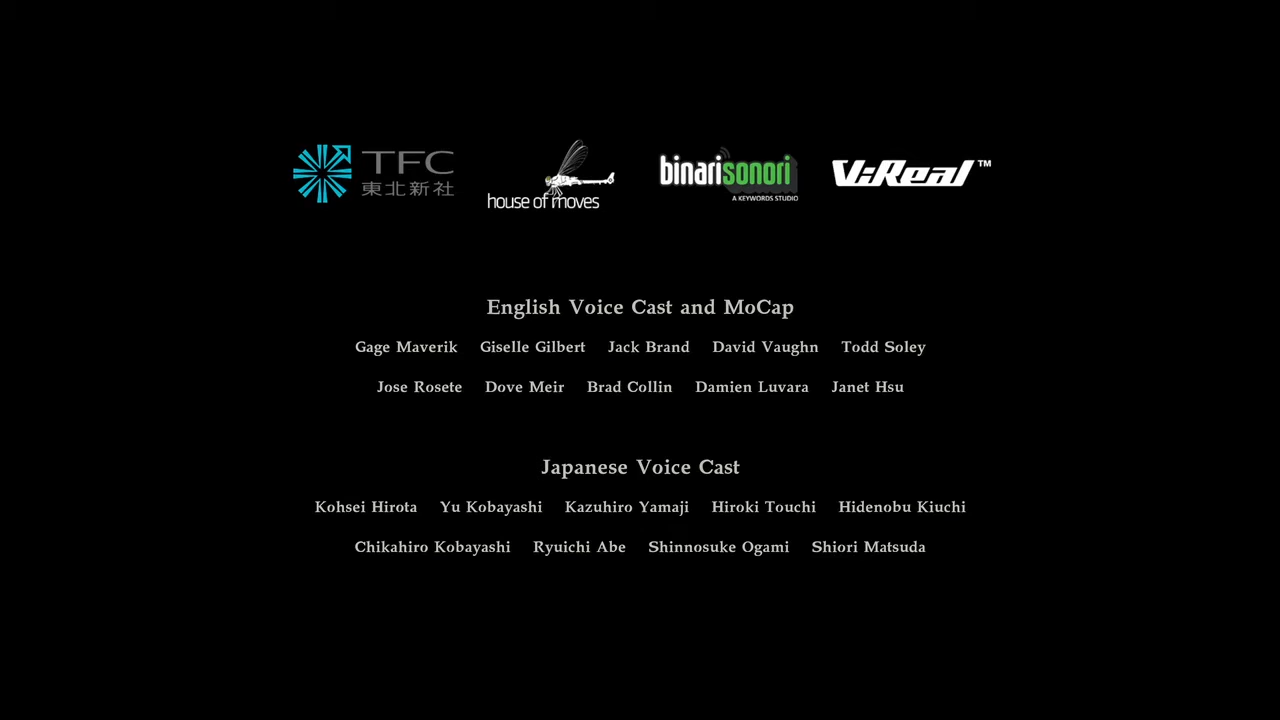 TFC
東北新社
house of moves
binarisonori
A KEYWORDS STUDIO
V:Real™
English Voice Cast and MoCap
Gage Maverik Giselle Gilbert Jack Brand David Vaughn Todd Soley
Jose Rosete Dove Meir Brad Collin Damien Luvara Janet Hsu
Japanese Voice Cast
Kohsei Hirota Yu Kobayashi Kazuhiro Yamaji Hiroki Touchi Hidenobu Kiuchi
Chikahiro Kobayashi Ryuichi Abe Shinnosuke Ogami Shiori Matsuda